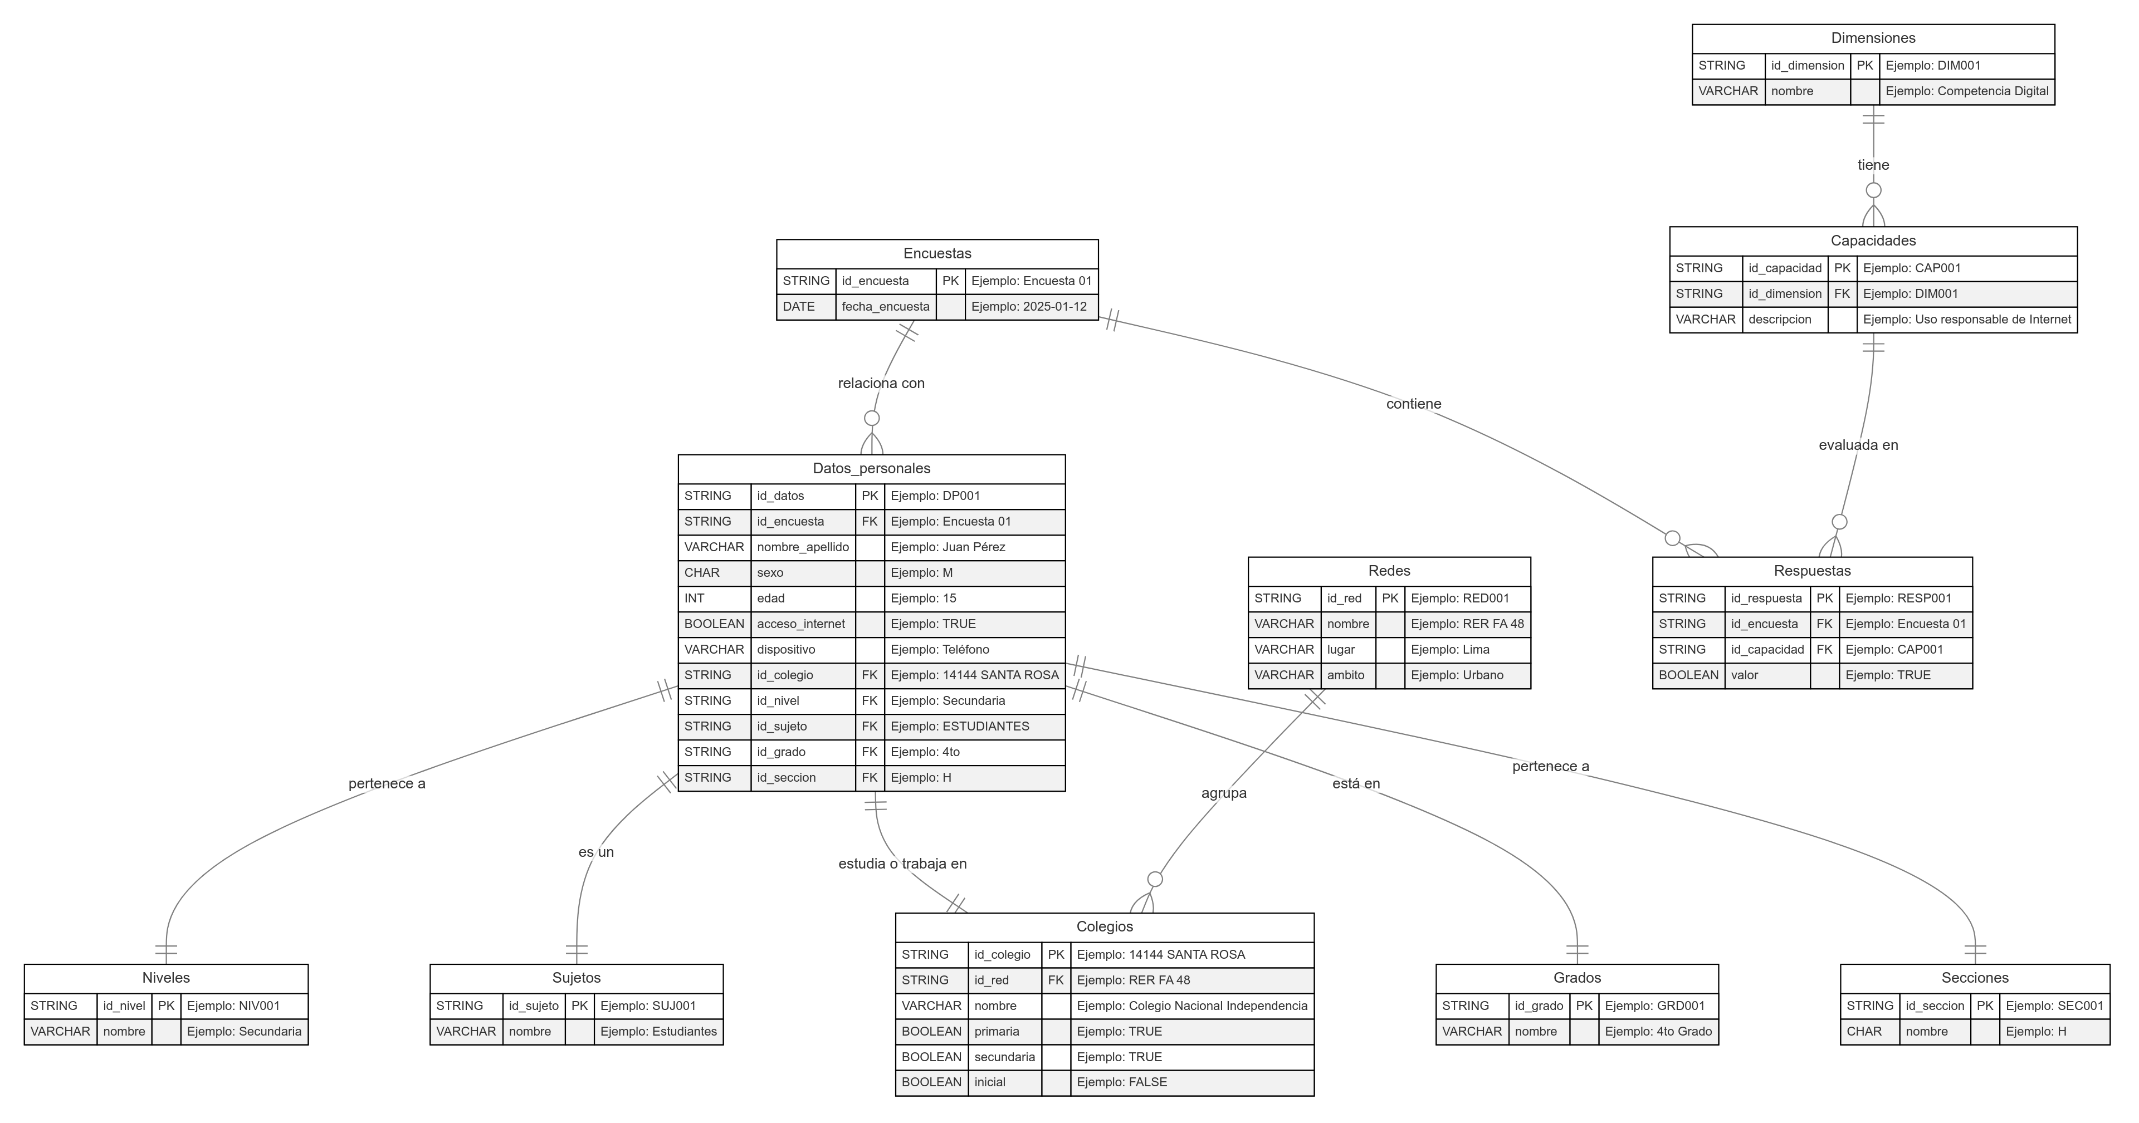 Dimensiones
STRING id_dimension PK Ejemplo: DIM001
VARCHAR nombre Ejemplo: Competencia Digital
tiene
Capacidades
STRING id_capacidad PK Ejemplo: CAP001
STRING id_dimension FK Ejemplo: DIM001
VARCHAR descripcion Ejemplo: Uso responsable de Internet
Encuestas
STRING id_encuesta PK Ejemplo: Encuesta 01
DATE fecha_encuesta Ejemplo: 2025-01-12
relaciona con
contiene
evaluada en
Datos_personales
STRING id_datos PK Ejemplo: DP001
STRING id_encuesta FK Ejemplo: Encuesta 01
VARCHAR nombre_apellido Ejemplo: Juan Pérez
CHAR sexo Ejemplo: M
INT edad Ejemplo: 15
BOOLEAN acceso_internet Ejemplo: TRUE
VARCHAR dispositivo Ejemplo: Teléfono
STRING id_colegio FK Ejemplo: 14144 SANTA ROSA
STRING id_nivel FK Ejemplo: Secundaria
STRING id_sujeto FK Ejemplo: ESTUDIANTES
STRING id_grado FK Ejemplo: 4to
STRING id_seccion FK Ejemplo: H
Redes
STRING id_red PK Ejemplo: RED001
VARCHAR nombre Ejemplo: RER FA 48
VARCHAR lugar Ejemplo: Lima
VARCHAR ambito Ejemplo: Urbano
Respuestas
STRING id_respuesta PK Ejemplo: RESP001
STRING id_encuesta FK Ejemplo: Encuesta 01
STRING id_capacidad FK Ejemplo: CAP001
BOOLEAN valor Ejemplo: TRUE
pertenece a
es un
estudia o trabaja en
agrupa
está en
pertenece a
Niveles
STRING id_nivel PK Ejemplo: NIV001
VARCHAR nombre Ejemplo: Secundaria
Sujetos
STRING id_sujeto PK Ejemplo: SUJ001
VARCHAR nombre Ejemplo: Estudiantes
Colegios
STRING id_colegio PK Ejemplo: 14144 SANTA ROSA
STRING id_red FK Ejemplo: RER FA 48
VARCHAR nombre Ejemplo: Colegio Nacional Independencia
BOOLEAN primaria Ejemplo: TRUE
BOOLEAN secundaria Ejemplo: TRUE
BOOLEAN inicial Ejemplo: FALSE
Grados
STRING id_grado PK Ejemplo: GRD001
VARCHAR nombre Ejemplo: 4to Grado
Secciones
STRING id_seccion PK Ejemplo: SEC001
CHAR nombre Ejemplo: H